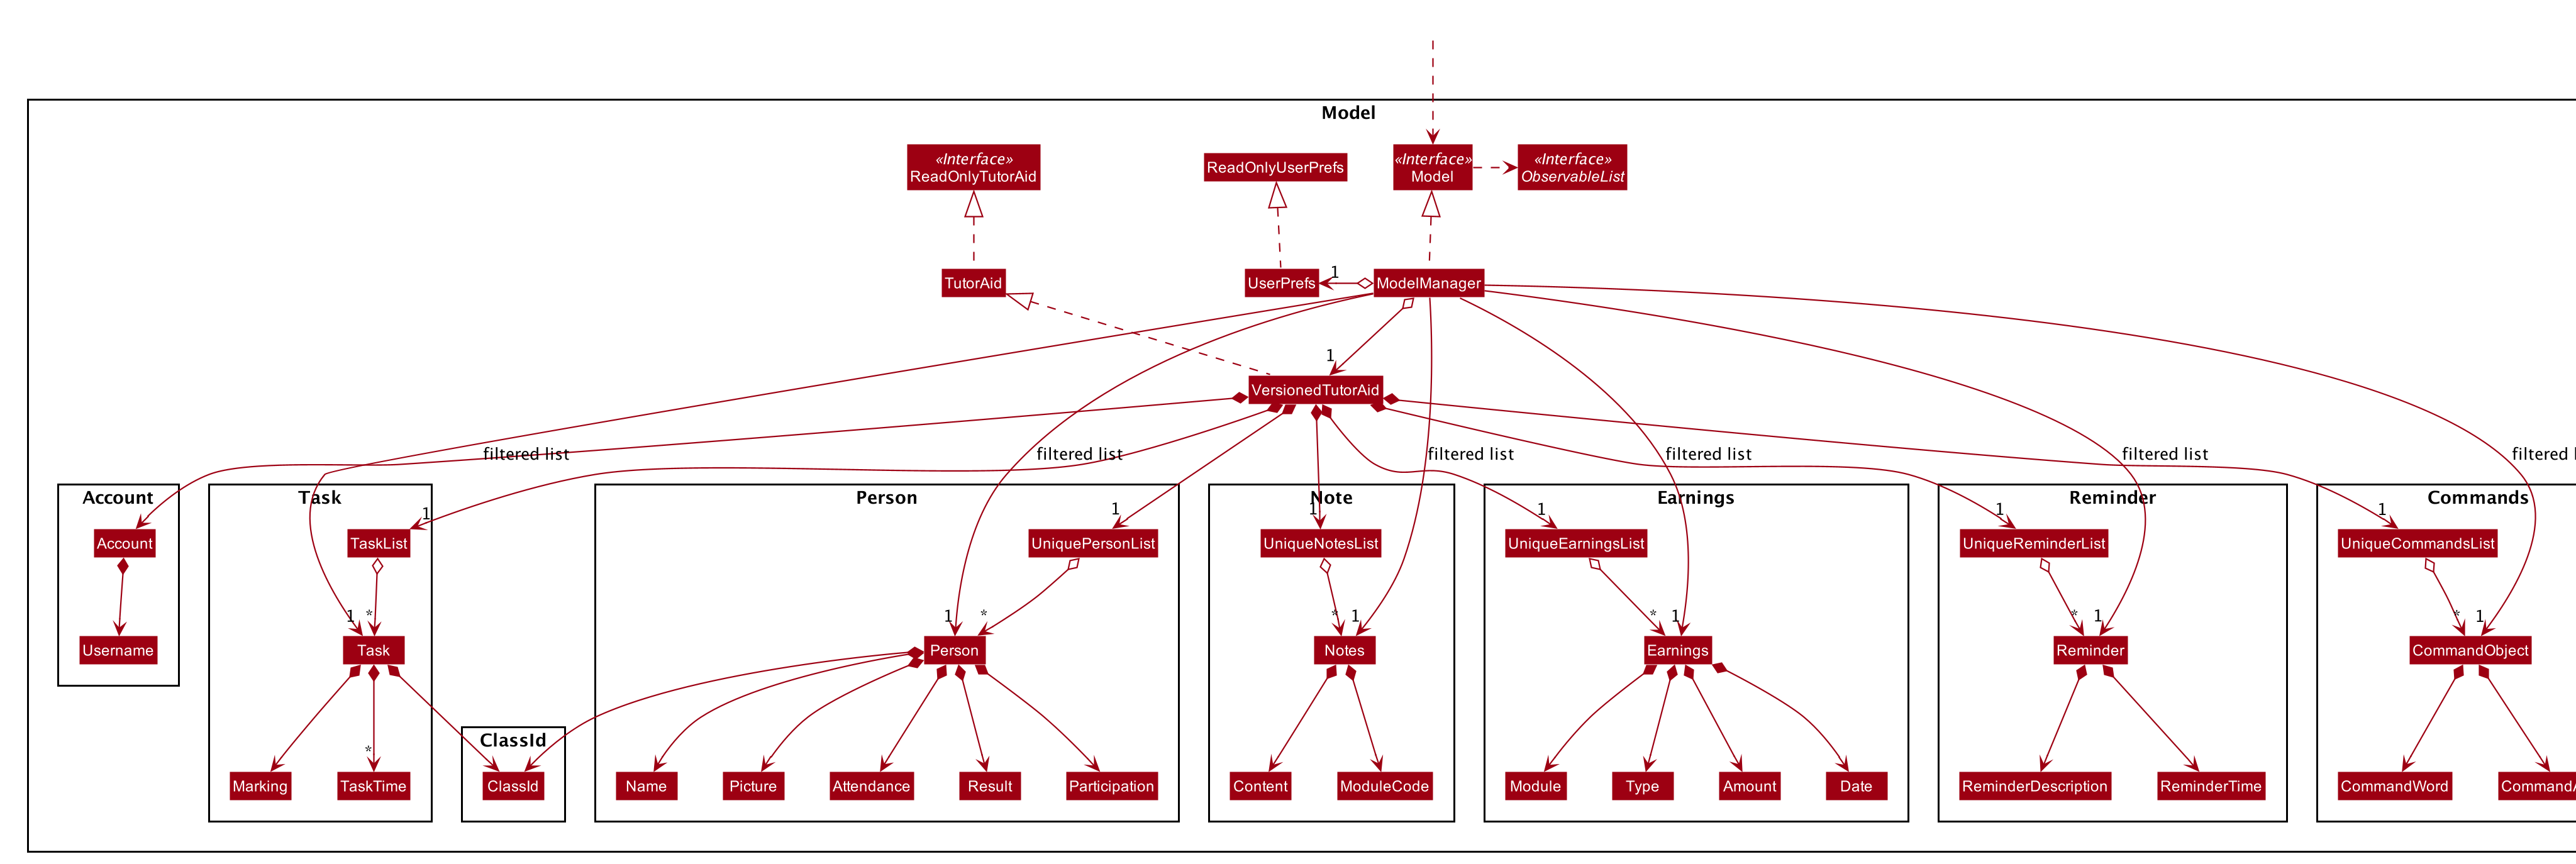 Model
«Interface»
ReadOnlyTutorAid
ReadOnlyUserPrefs
«Interface»
Model
«Interface»
ObservableList
TutorAid
UserPrefs
1
ModelManager
1
VersionedTutorAid
filtered list
filtered list
filtered list
filtered list
filtered list
filtered
Account
Task
Person
Note
Earnings
Reminder
Commands
1
1
1
1
1
1
Account
TaskList
UniquePersonList
UniqueNotesList
UniqueEarningsList
UniqueReminderList
UniqueCommandsList
1
*
1
*
*
1
*
1
*
1
*
1
Username
Task
Person
Notes
Earnings
Reminder
CommandObject
ClassId
*
Marking
TaskTime
ClassId
Name
Picture
Attendance
Result
Participation
Content
ModuleCode
Module
Type
Amount
Date
ReminderDescription
ReminderTime
CommandWord